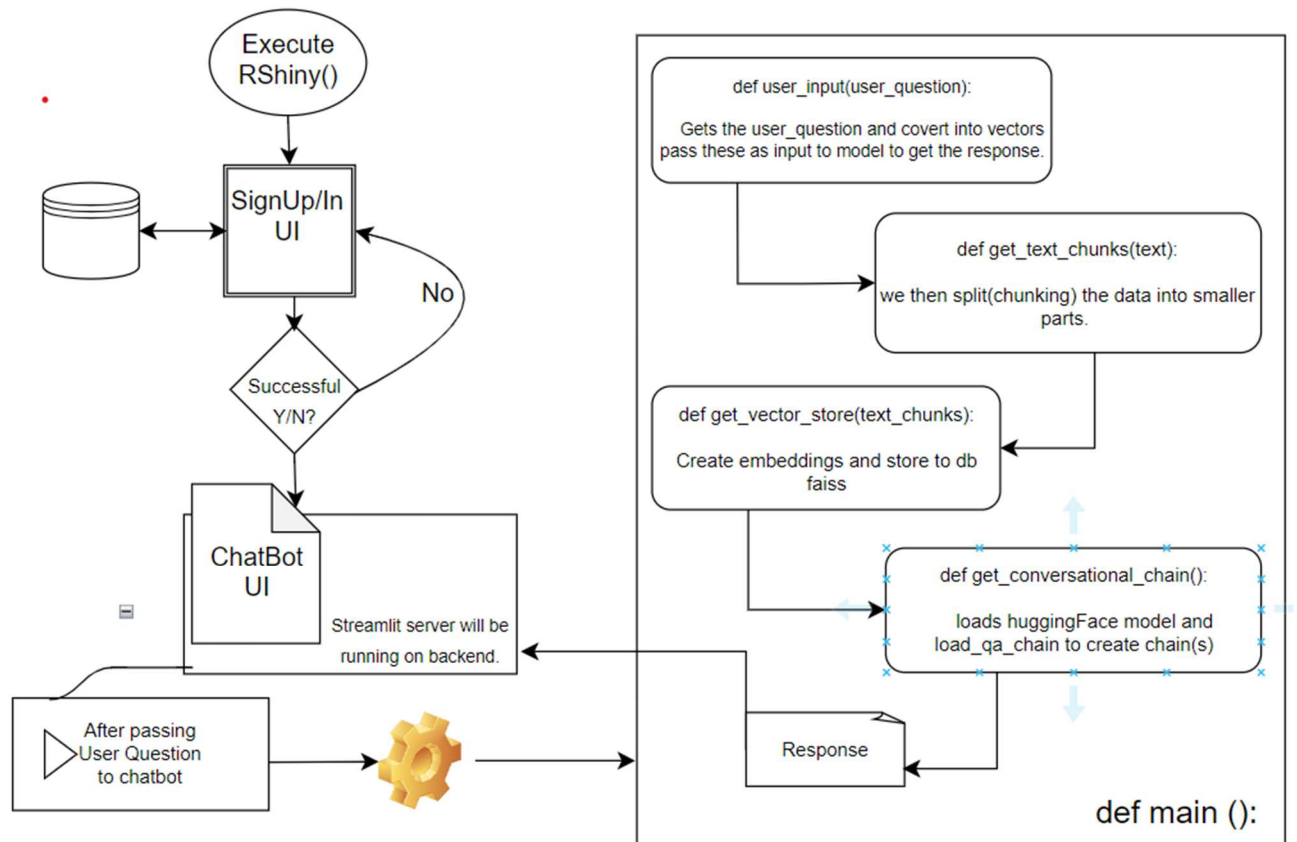 Execute
RShiny()
SignUp/In
UI
No
Successful
Y/N?
ChatBot
UI
Streamlit server will be
running on backend.
After passing
User Question
to chatbot
def user_input(user_question):
Gets the user_question and covert into vectors
pass these as input to model to get the response.
def get_text_chunks(text):
we then split(chunking) the data into smaller
parts.
def get_vector_store(text_chunks):
Create embeddings and store to db
faiss
def get_conversational_chain():
loads huggingFace model and
load_qa_chain to create chain(s)
Response
def main ():